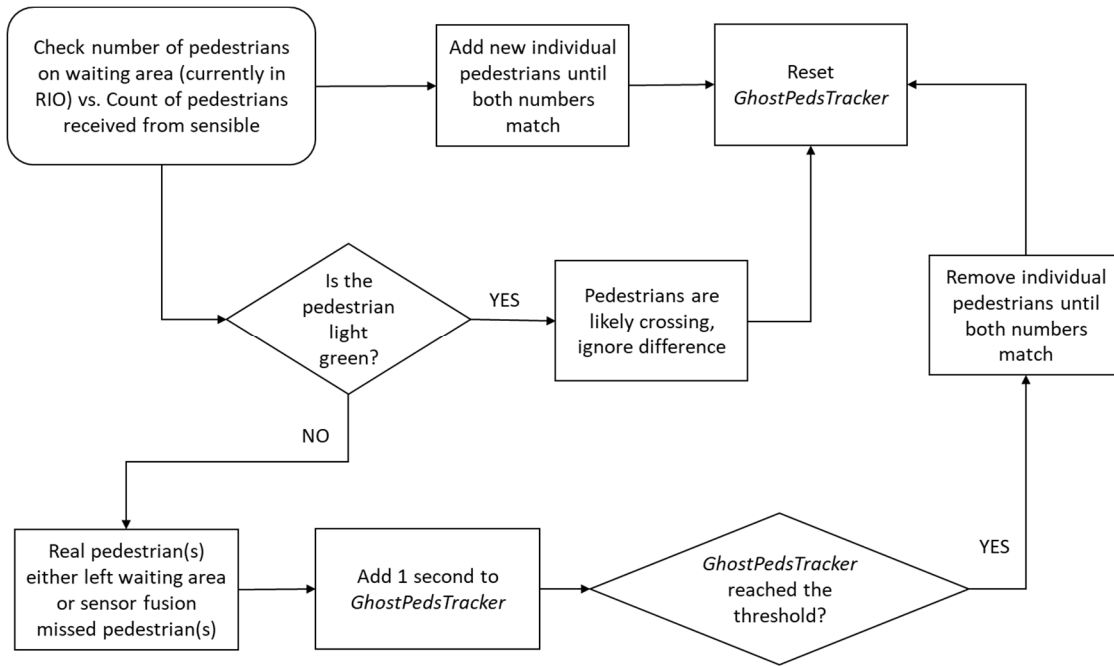 Check number of pedestrians
on waiting area (currently in
RIO) vs. Count of pedestrians
received from sensible
Add new individual
pedestrians until
both numbers
match
Reset
GhostPedsTracker
Is the
pedestrian
light
green?
YES
Pedestrians are
likely crossing,
ignore difference
Remove individual
pedestrians until
both numbers
match
NO
Real pedestrian(s)
either left waiting area
or sensor fusion
missed pedestrian(s)
Add 1 second to
GhostPedsTracker
GhostPedsTracker
reached the
threshold?
YES